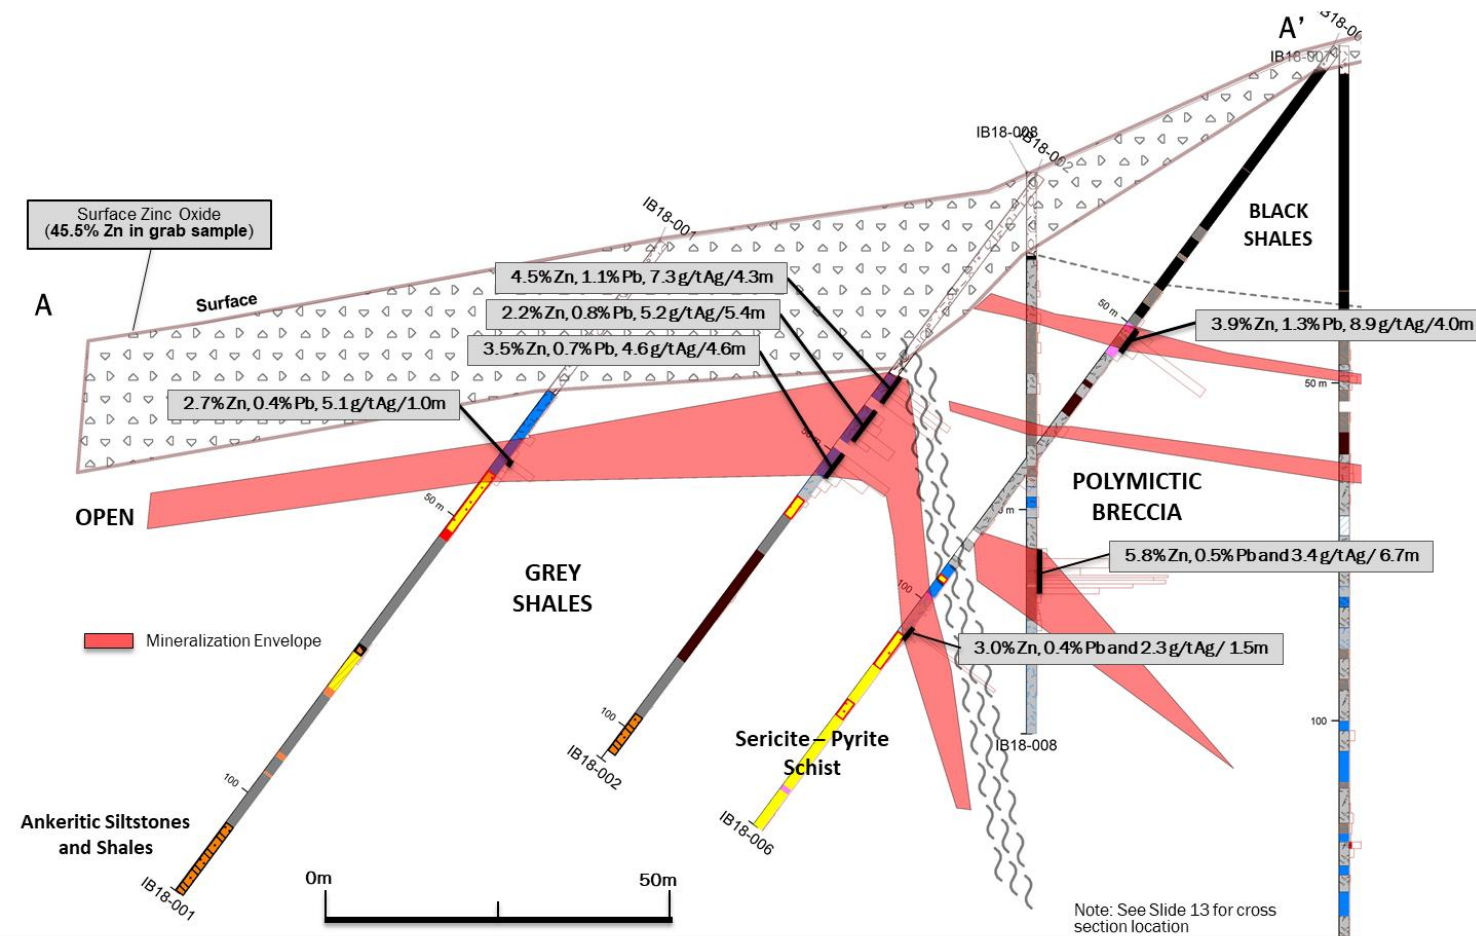 A'
IB18-007
IB18-008
IB18-002
IB18-001
Surface Zinc Oxide
(45.5% Zn in grab sample)
BLACK
SHALES
A
Surface
4.5% Zn, 1.1% Pb, 7.3 g/t Ag/4.3m
2.2% Zn, 0.8% Pb, 5.2 g/t Ag/5.4m
3.5% Zn, 0.7% Pb, 4.6 g/t Ag/4.6m
2.7% Zn, 0.4% Pb, 5.1 g/t Ag/1.0m
50 m
3.9% Zn, 1.3% Pb, 8.9 g/t Ag/4.0m
50 m
50 m
50 m
OPEN
POLYMICTIC
BRECCIA
5.8% Zn, 0.5% Pb and 3.4 g/t Ag/ 6.7m
GREY
SHALES
100
Mineralization Envelope
3.0% Zn, 0.4% Pb and 2.3 g/t Ag/ 1.5m
100
100
100
Sericite – Pyrite
Schist
IB18-008
IB18-002
IB18-006
Ankeritic Siltstones
and Shales
IB18-001
0m
50m
Note: See Slide 13 for cross
section location